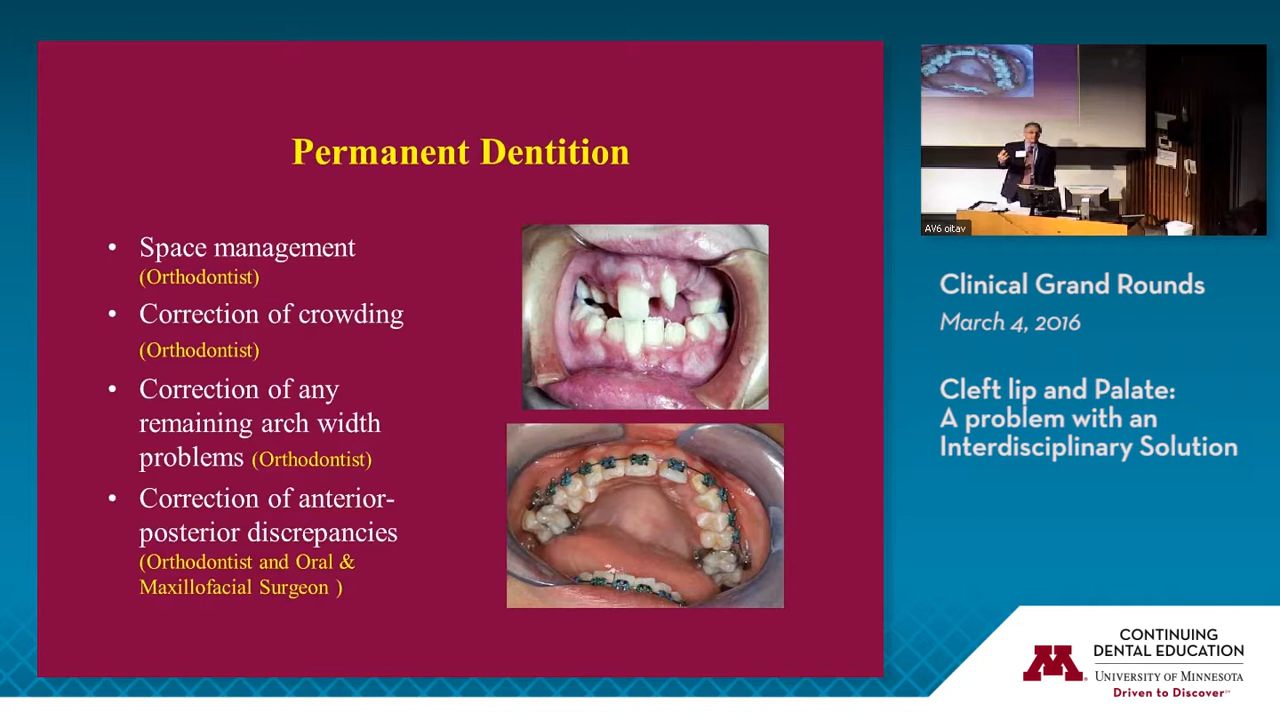 Permanent Dentition
• Space management
(Orthodontist)
• Correction of crowding
(Orthodontist)
• Correction of any
remaining arch width
problems (Orthodontist)
• Correction of anterior-
posterior discrepancies
(Orthodontist and Oral &
Maxillofacial Surgeon )
AV6 oitav
Clinical Grand Rounds
March 4, 2016
Cleft lip and Palate:
A problem with an
Interdisciplinary Solution
M
CONTINUING
DENTAL EDUCATION
UNIVERSITY OF MINNESOTA
Driven to Discover℠